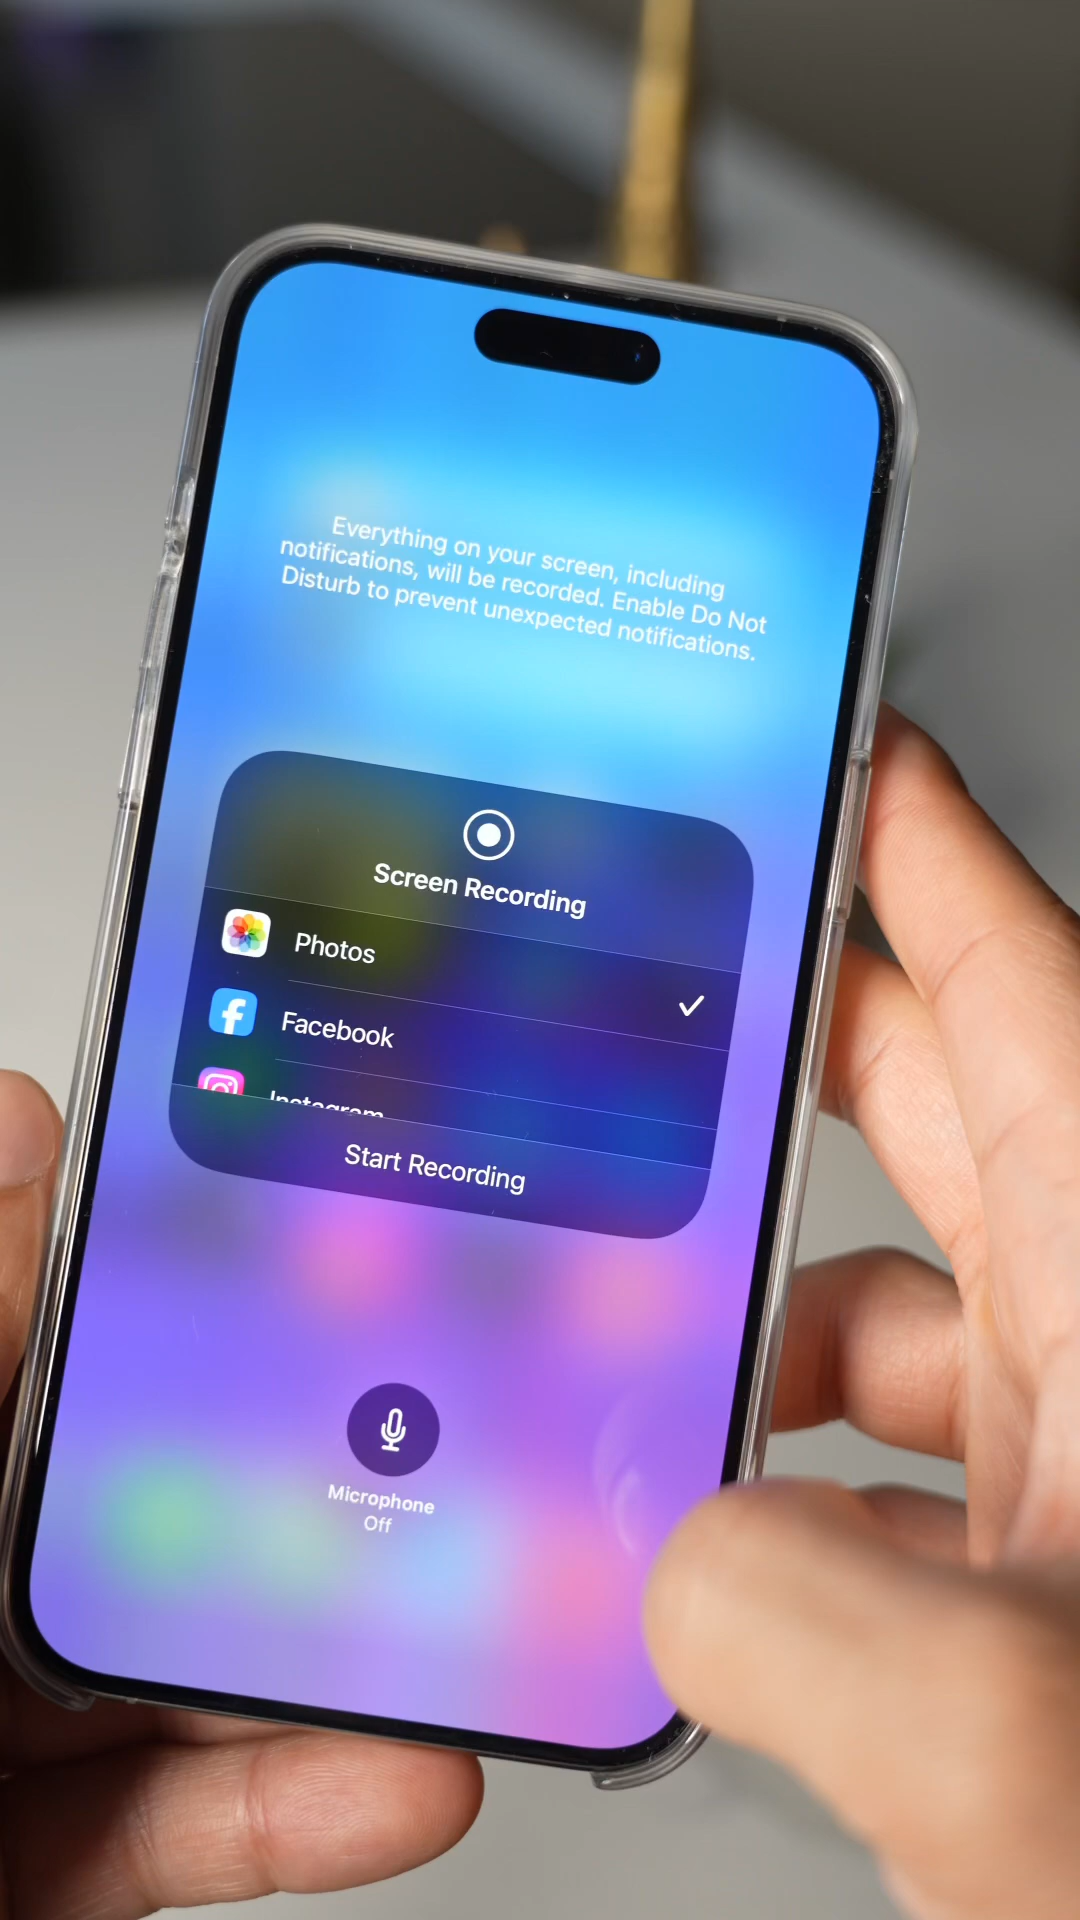 Everything on your screen, including
notifications, will be recorded. Enable Do Not
Disturb to prevent unexpected notifications.
Screen Recording
Photos
Facebook
Instagram
Start Recording
Microphone
Off